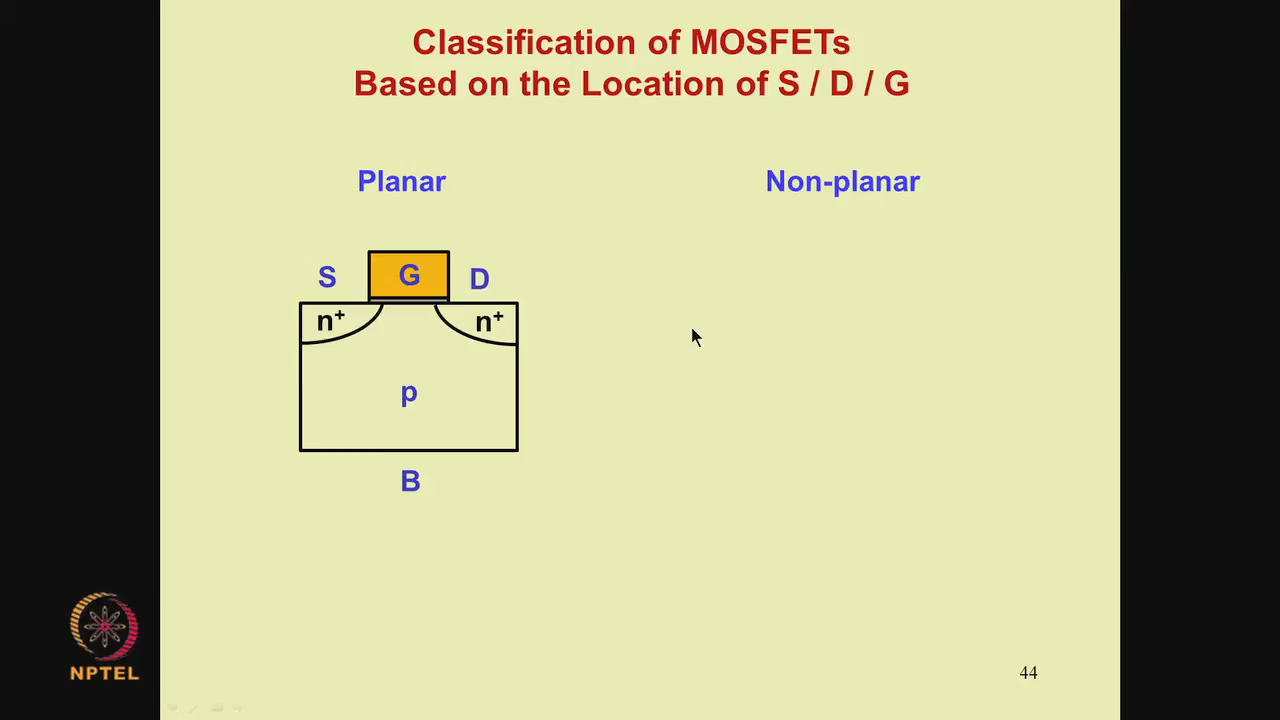 Classification of MOSFETs
Based on the Location of S / D / G
Planar
Non-planar
S
G
D
n+
n+
p
B
NPTEL
44